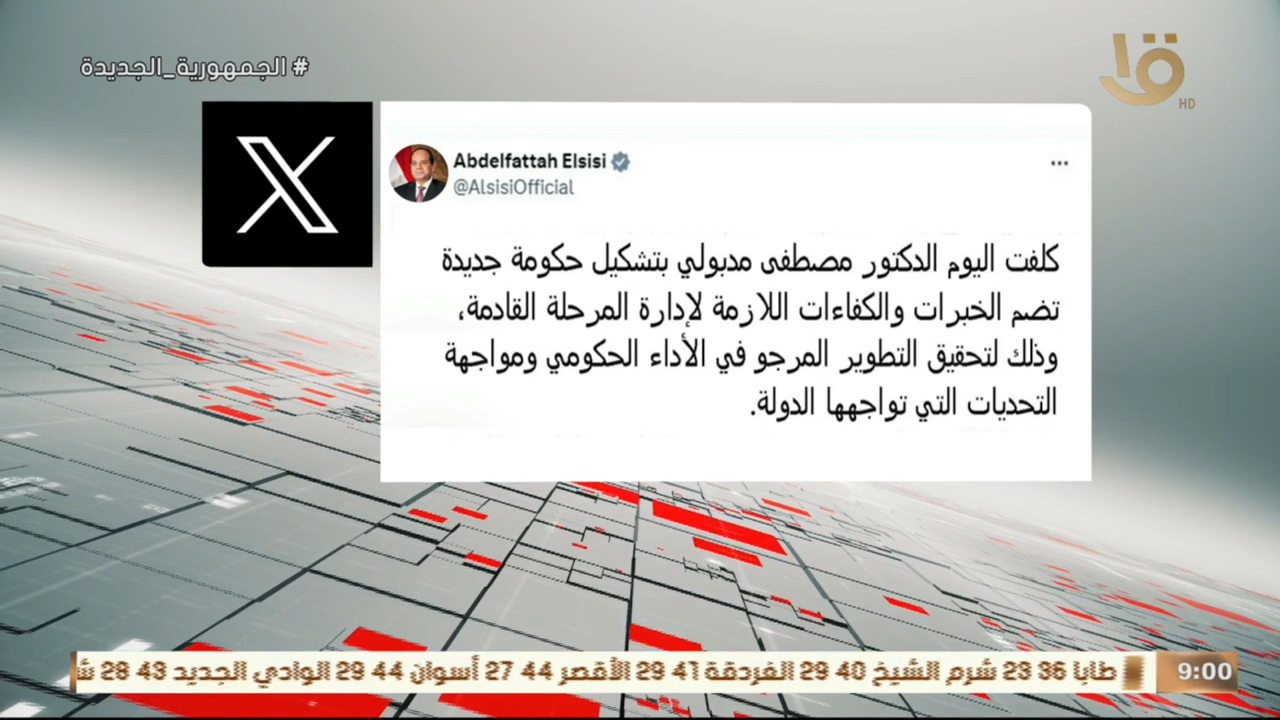 #الجمهورية_الجديدة
HD
Abdelfattah Elsisi
@AlsisiOfficial
كلفت اليوم الدكتور مصطفى مدبولي بتشكيل حكومة جديدة
تضم الخبرات والكفاءات اللازمة لإدارة المرحلة القادمة،
وذلك لتحقيق التطوير المرجو في الأداء الحكومي ومواجهة
التحديات التي تواجهها الدولة.
طابا 36 23 شرم الشيخ 40 29 الغردقة 41 29 الأقصر 44 27 أسوان 44 29 الوادي الجديد 43 28
9:00